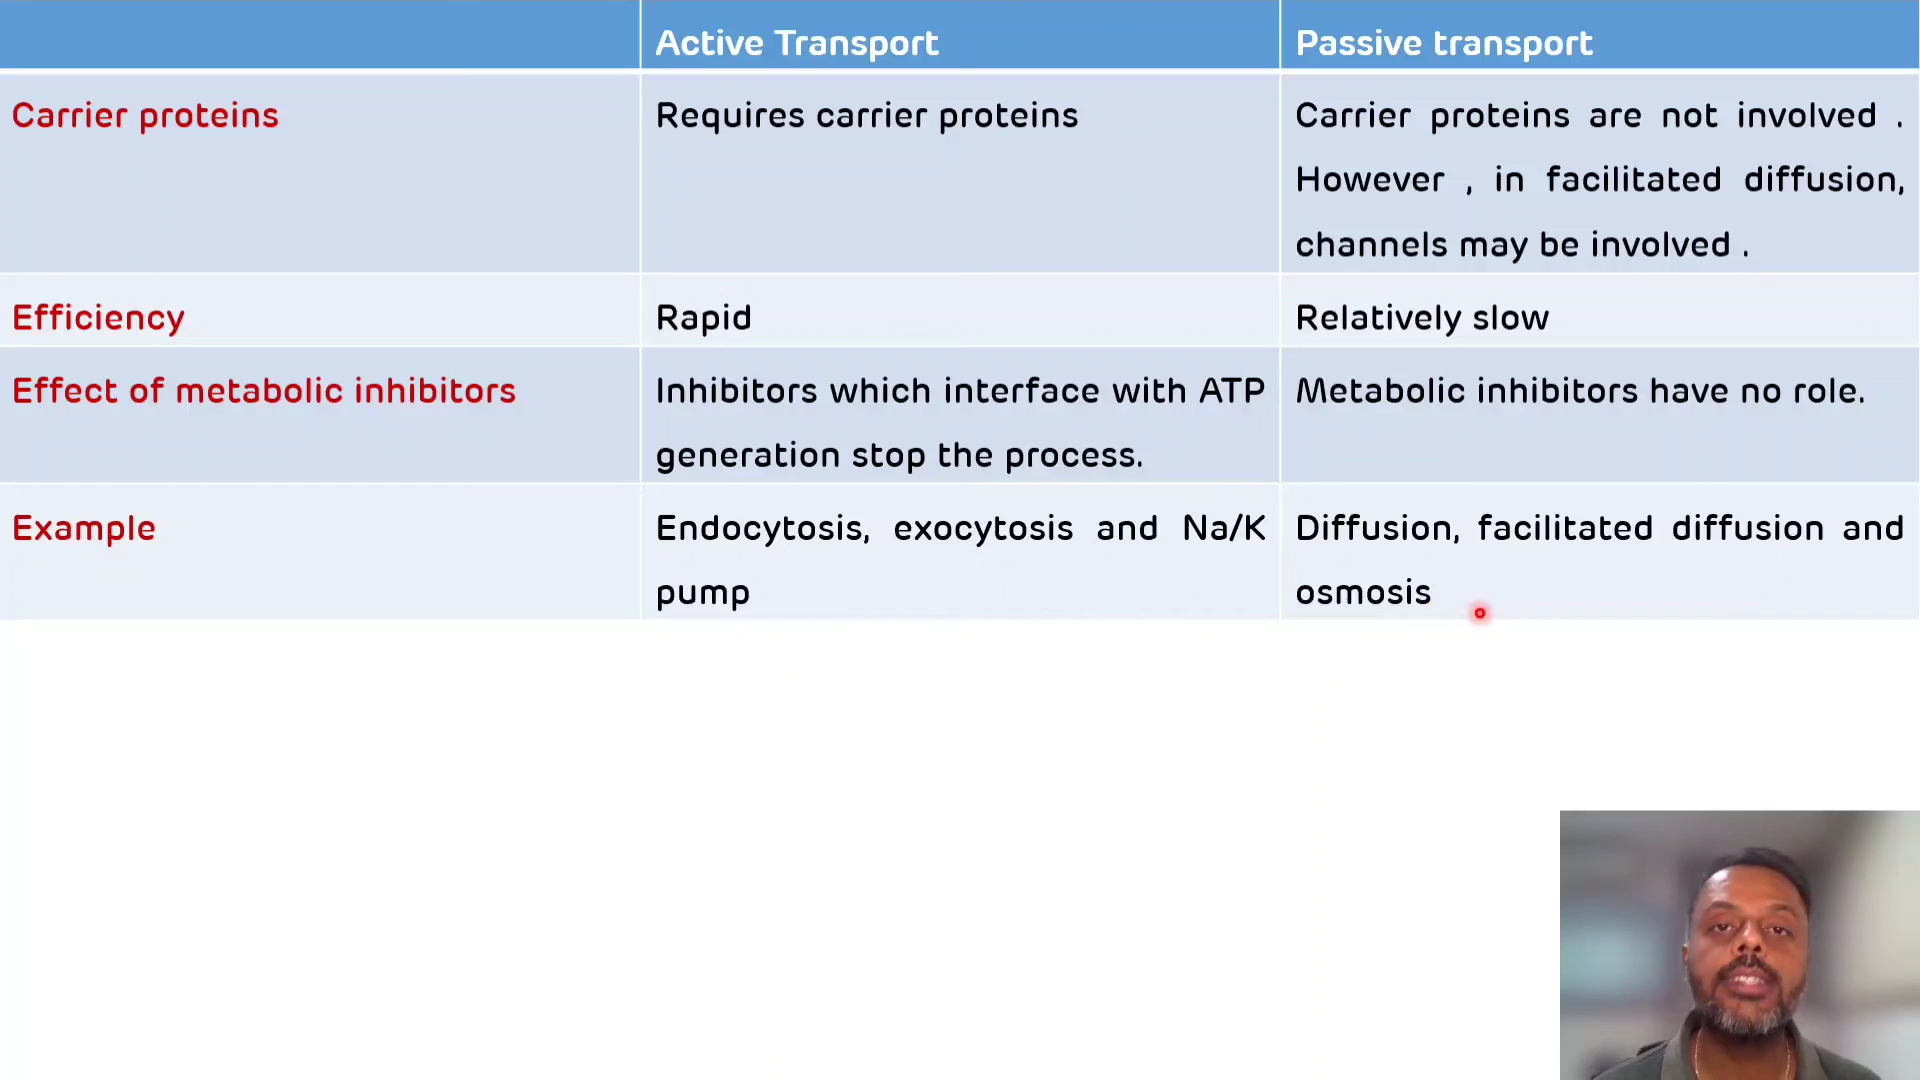 Active Transport
Passive transport
Carrier proteins
Requires carrier proteins
Carrier proteins are not involved .
However , in facilitated diffusion,
channels may be involved .
Efficiency
Rapid
Relatively slow
Effect of metabolic inhibitors
Inhibitors which interface with ATP
generation stop the process.
Metabolic inhibitors have no role.
Example
Endocytosis, exocytosis and Na/K
pump
Diffusion, facilitated diffusion and
osmosis